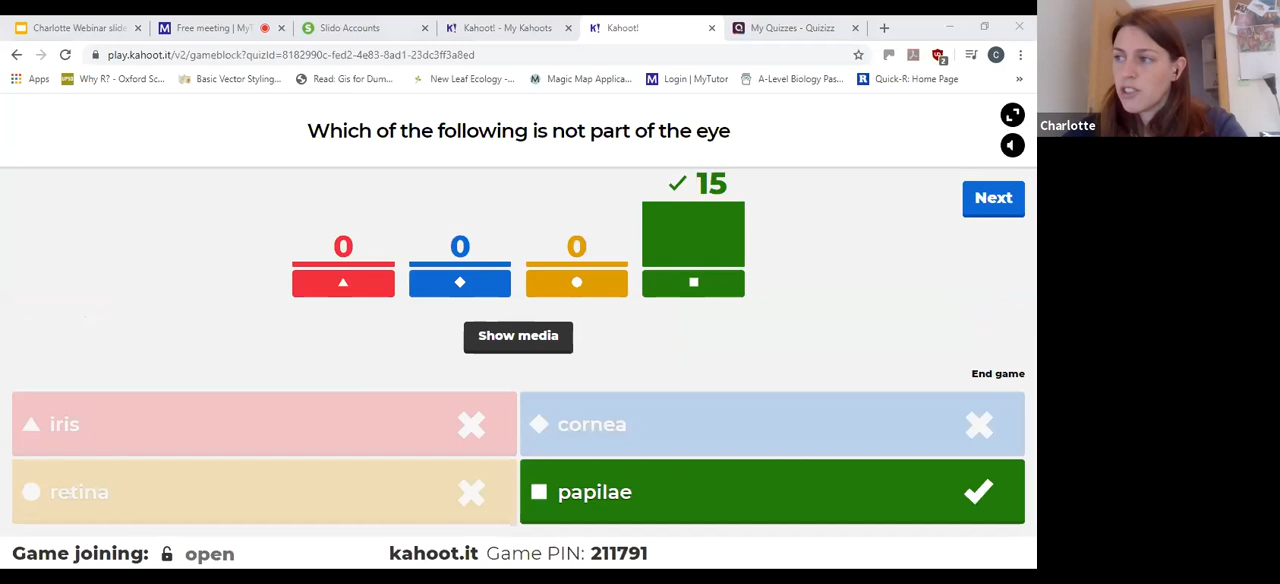 Charlotte Webinar slide
Free meeting | MyT
Slido Accounts
Kahoot! - My Kahoots
Kahoot!
My Quizzes - Quizizz
play.kahoot.it/v2/gameblock?quizId=8182990c-fed2-4e83-8ad1-23dc3ff3a8ed
Apps
Why R? - Oxford Sc...
Basic Vector Styling...
Read: Gis for Dum...
New Leaf Ecology -...
Magic Map Applica...
Login | MyTutor
A-Level Biology Pas...
Quick-R: Home Page
Charlotte
Which of the following is not part of the eye
15
Next
0 0 0
Show media
End game
iris
cornea
retina
papilae
Game joining: open
kahoot.it Game PIN: 211791